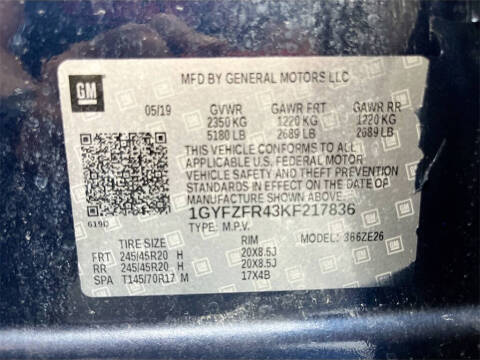 GM
MFD BY GENERAL MOTORS LLC
05/19 GVWR GAWR FRT GAWR RR
2350 KG 1220 KG 1220 KG
5180 LB 2689 LB 2689 LB
THIS VEHICLE CONFORMS TO ALL
APPLICABLE U.S. FEDERAL MOTOR
VEHICLE SAFETY AND THEFT PREVENTION
STANDARDS IN EFFECT ON THE DATE
OF MANUFACTURE SHOWN ABOVE.
1GYFZFR43KF217836
619D TYPE: M.P.V. MODEL: 366ZE26
TIRE SIZE RIM
FRT 245/45R20 H 20X8.5J
RR 245/45R20 H 20X8.5J
SPA T145/70R17 M 17X4B